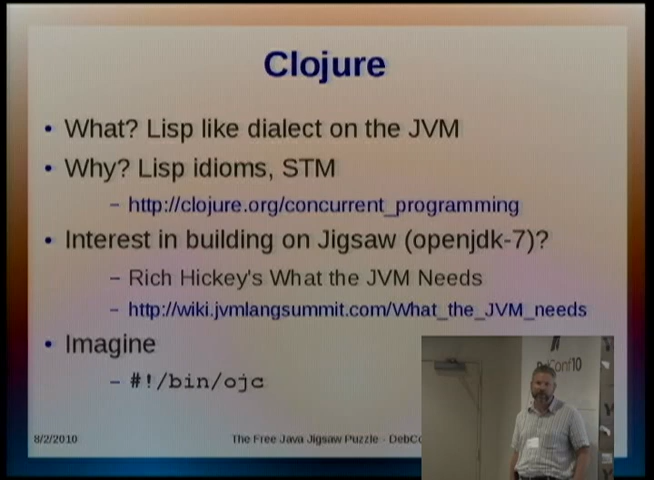 Clojure
• What? Lisp like dialect on the JVM
• Why? Lisp idioms, STM
– http://clojure.org/concurrent_programming
• Interest in building on Jigsaw (openjdk-7)?
– Rich Hickey's What the JVM Needs
– http://wiki.jvmlangsummit.com/What_the_JVM_needs
• Imagine
– #!/bin/ojc
Conf10
8/2/2010
The Free Java Jigsaw Puzzle - DebCo